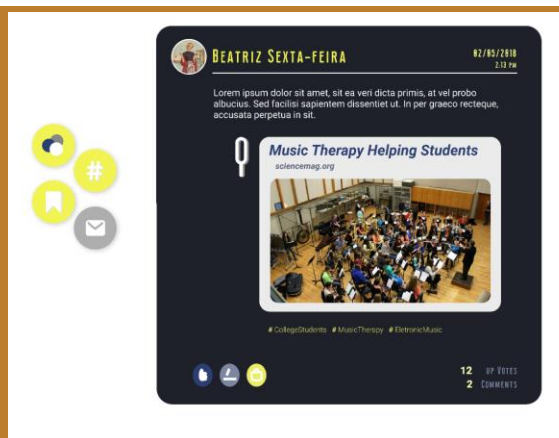 BEATRIZ SEXTA-FEIRA
02/05/2018
2:13 PM
Lorem ipsum dolor sit amet, sit ea veri dicta primis, at vel probo
albucius. Sed facilisi sapientem dissentiet ut. In per graeco recteque,
accusata perpetua in sit.
#
Music Therapy Helping Students
sciencemag.org
# CollegeStudents # MusicTherapy # EletronicMusic
12 UP VOTES
2 COMMENTS